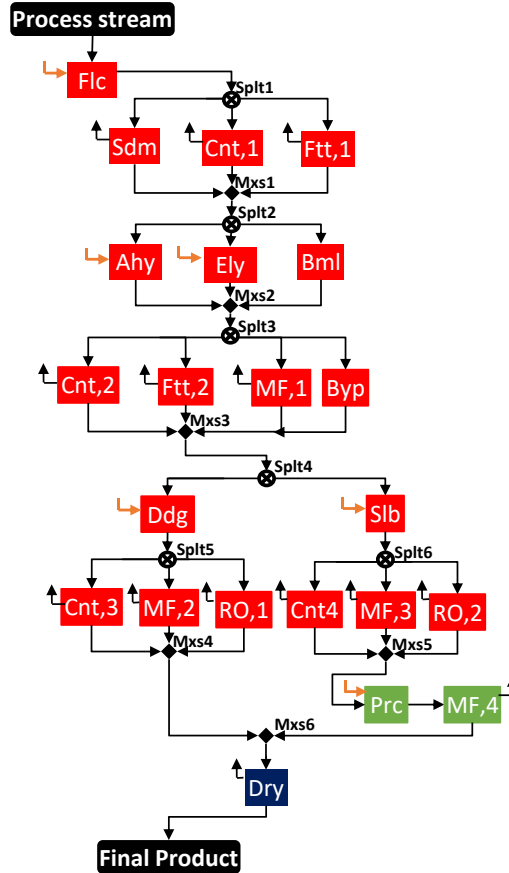 Process stream
Flc
Splt1
Sdm
Cnt,1
Ftt,1
Mxs1
Splt2
Ahy
Ely
Bml
Mxs2
Splt3
Cnt,2
Ftt,2
MF,1
Byp
Mxs3
Splt4
Ddg
Slb
Splt5
Splt6
Cnt,3
MF,2
RO,1
Cnt4
MF,3
RO,2
Mxs4
Mxs5
Prc
MF,4
Mxs6
Dry
Final Product